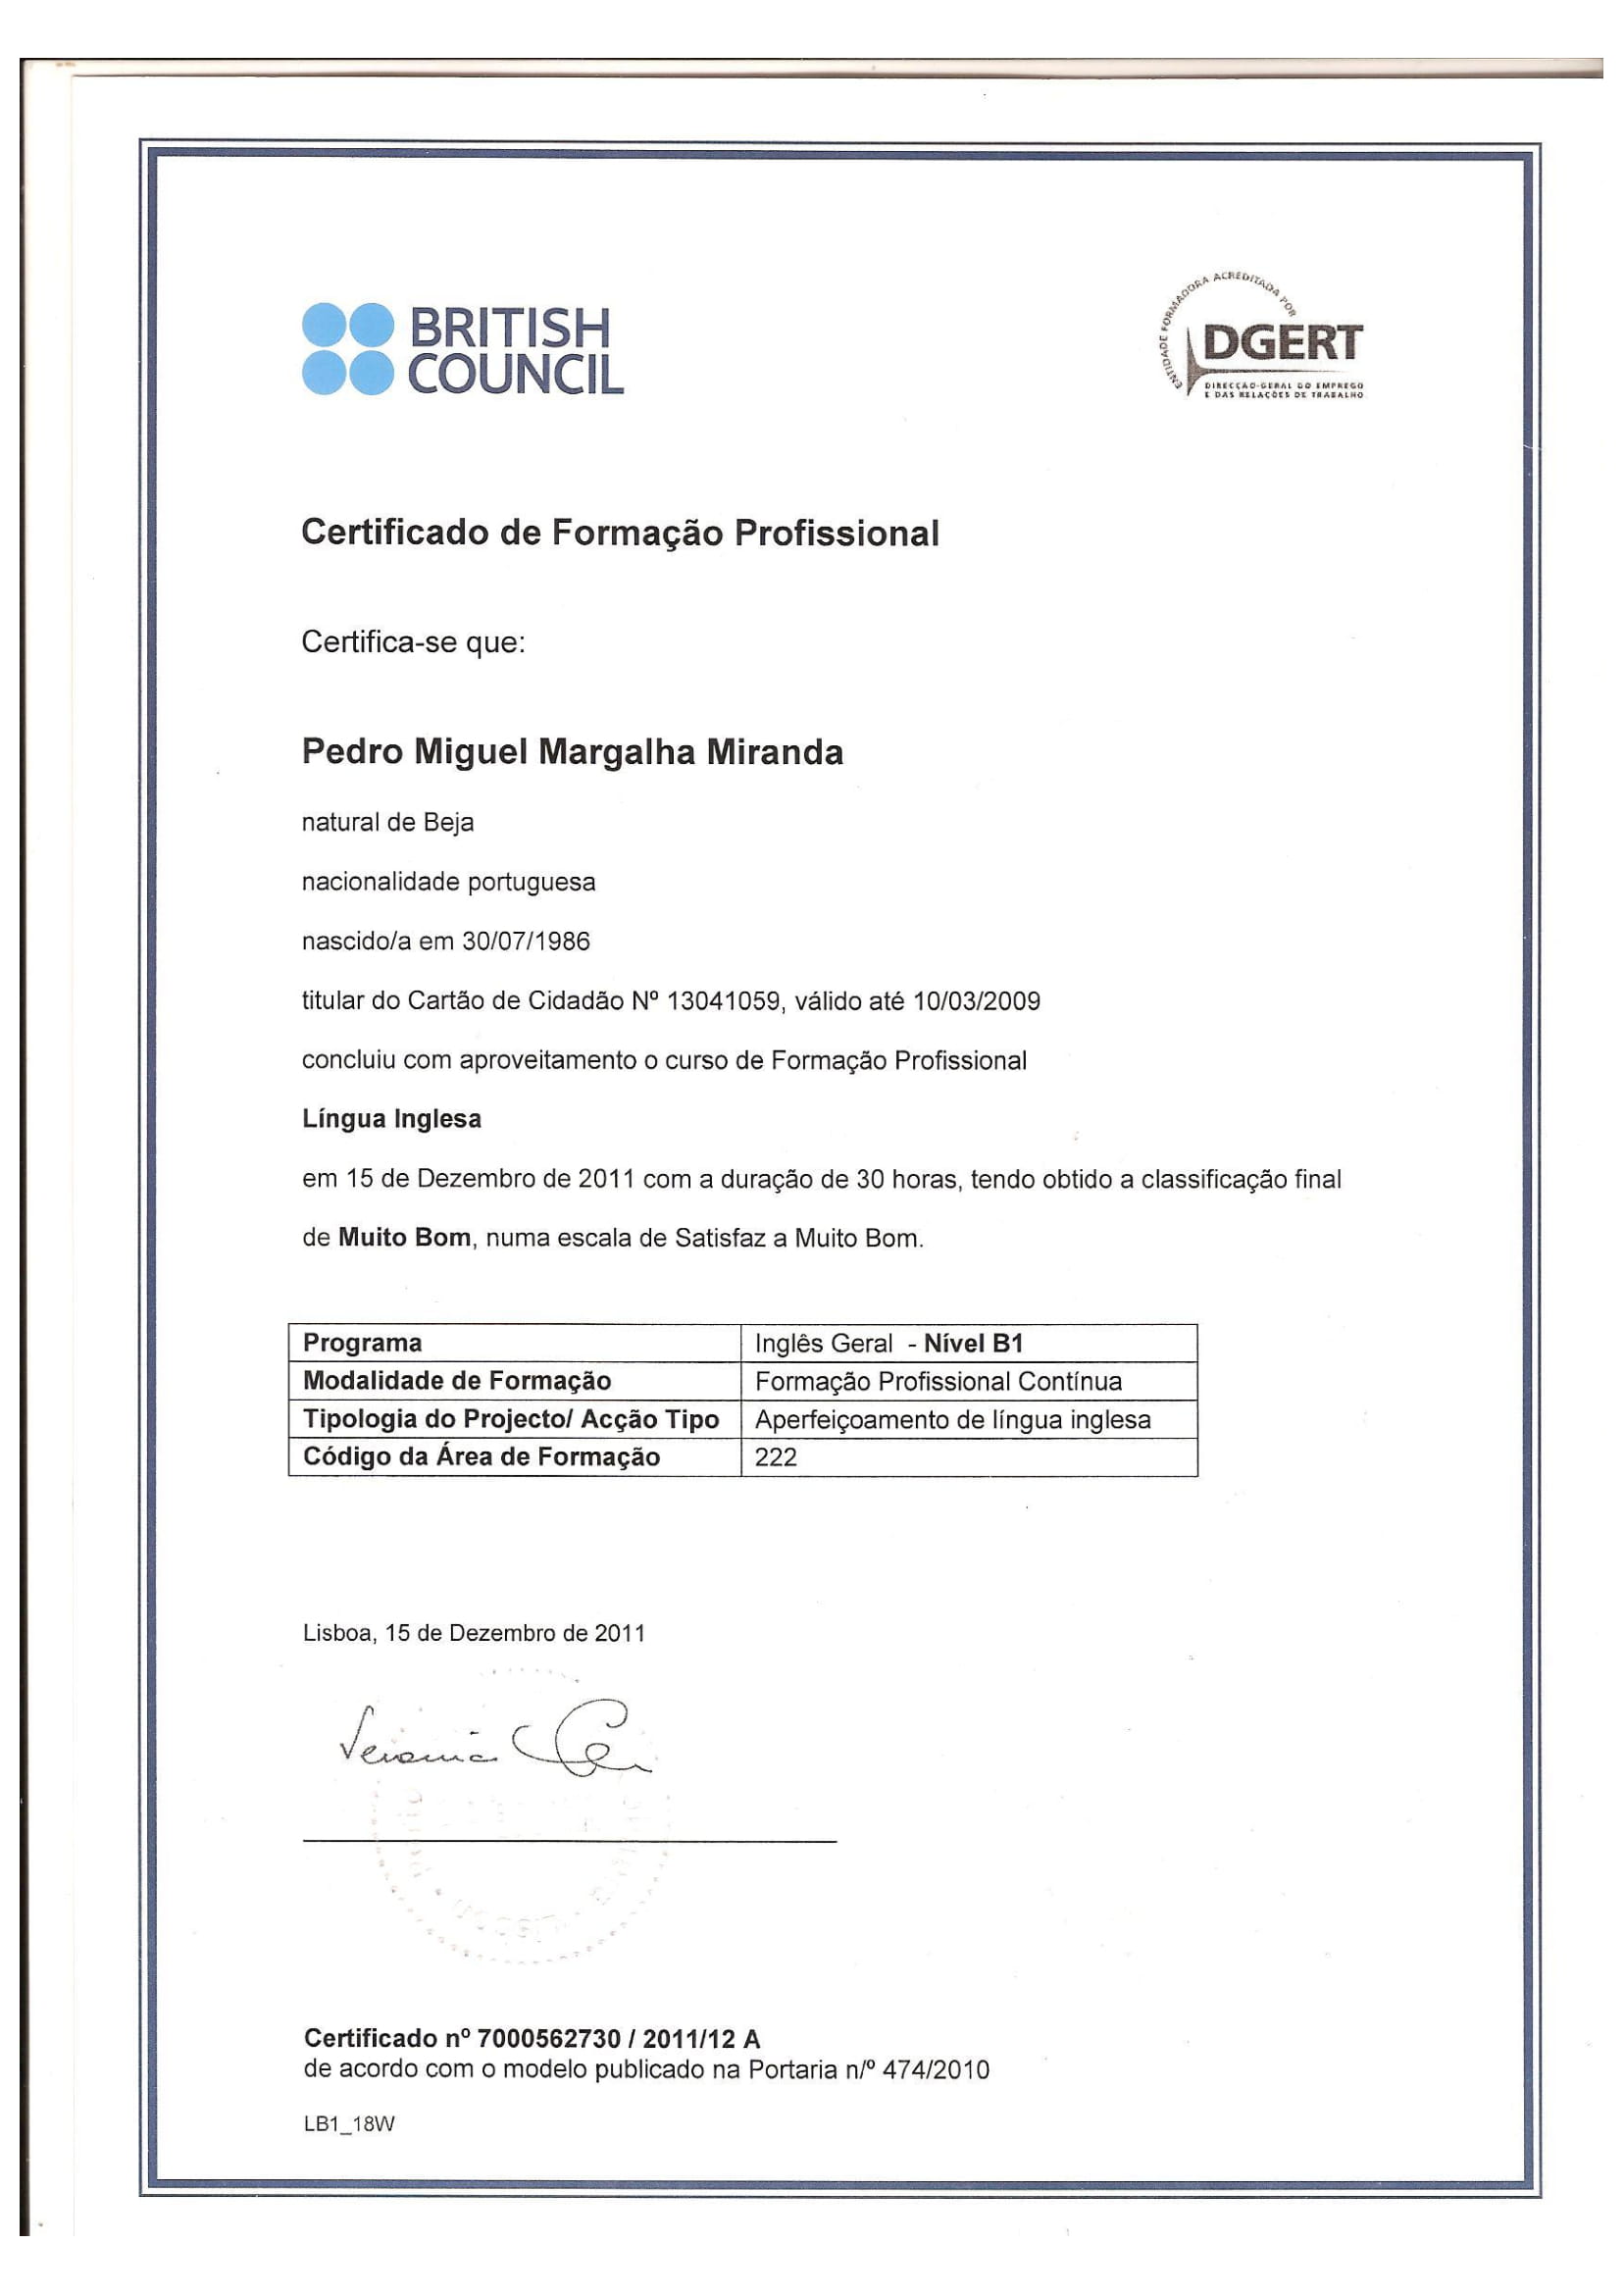 BRITISH
COUNCIL
ENTIDADE FORMADORA ACREDITADA POR
DGERT
DIRECÇÃO-GERAL DO EMPREGO
E DAS RELAÇÕES DE TRABALHO
Certificado de Formação Profissional
Certifica-se que:
Pedro Miguel Margalha Miranda
natural de Beja
nacionalidade portuguesa
nascido/a em 30/07/1986
titular do Cartão de Cidadão Nº 13041059, válido até 10/03/2009
concluiu com aproveitamento o curso de Formação Profissional
Língua Inglesa
em 15 de Dezembro de 2011 com a duração de 30 horas, tendo obtido a classificação final
de Muito Bom, numa escala de Satisfaz a Muito Bom.
Programa Inglês Geral - Nível B1
Modalidade de Formação Formação Profissional Contínua
Tipologia do Projecto/ Acção Tipo Aperfeiçoamento de língua inglesa
Código da Área de Formação 222
Lisboa, 15 de Dezembro de 2011
Certificado nº 7000562730 / 2011/12 A
de acordo com o modelo publicado na Portaria n/º 474/2010
LB1_18W